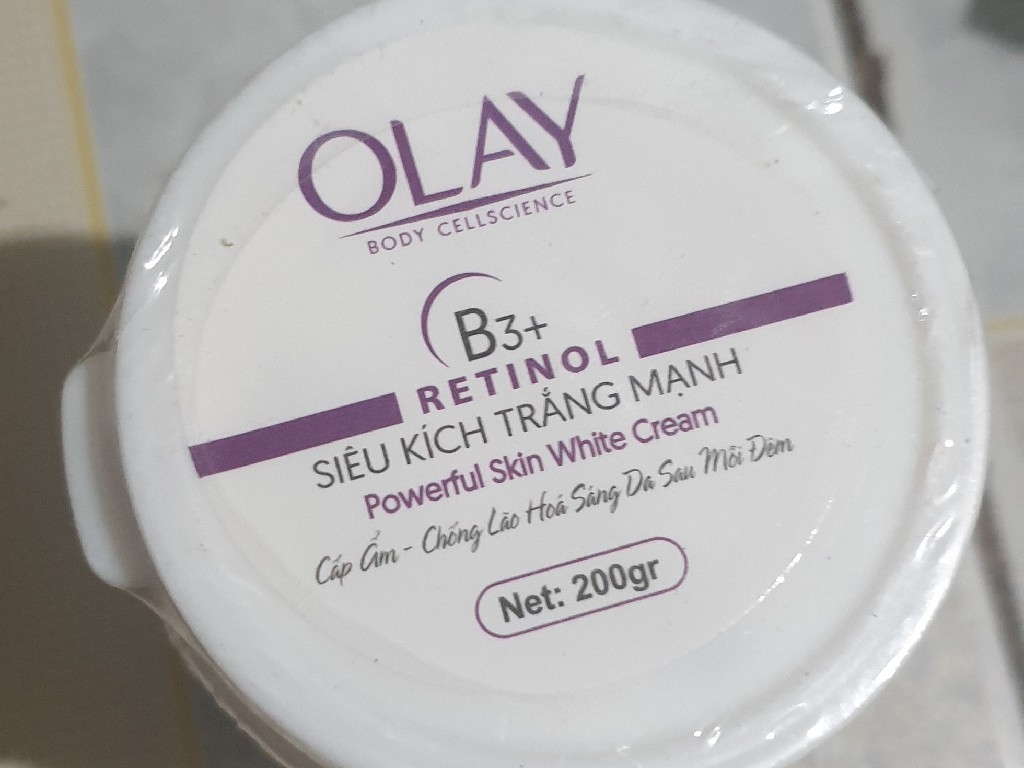 OLAY
BODY CELLSCIENCE
B3+
RETINOL
SIÊU KÍCH TRẮNG MẠNH
Powerful Skin White Cream
Cấp Ẩm - Chống Lão Hoá Sáng Da Sau Mỗi Đêm
Net: 200gr